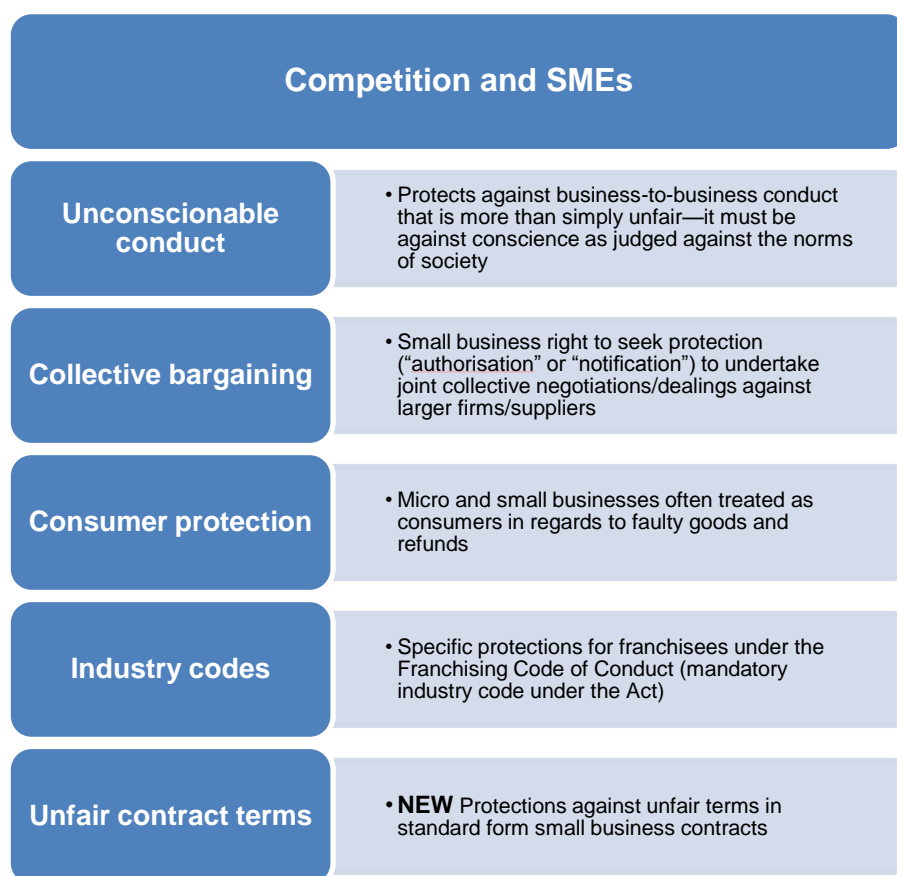 Competition and SMEs
Unconscionable
conduct
• Protects against business-to-business conduct
that is more than simply unfair—it must be
against conscience as judged against the norms
of society
Collective bargaining
• Small business right to seek protection
(“authorisation” or “notification”) to undertake
joint collective negotiations/dealings against
larger firms/suppliers
Consumer protection
• Micro and small businesses often treated as
consumers in regards to faulty goods and
refunds
Industry codes
• Specific protections for franchisees under the
Franchising Code of Conduct (mandatory
industry code under the Act)
Unfair contract terms
• NEW Protections against unfair terms in
standard form small business contracts